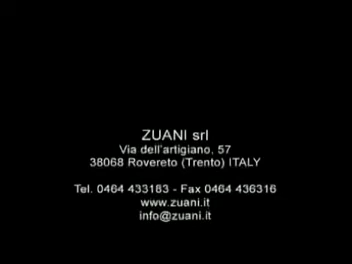 ZUANI srl
Via dell'artigiano, 57
38068 Rovereto (Trento) ITALY
Tel. 0464 433183 - Fax 0464 436316
www.zuani.it
info@zuani.it